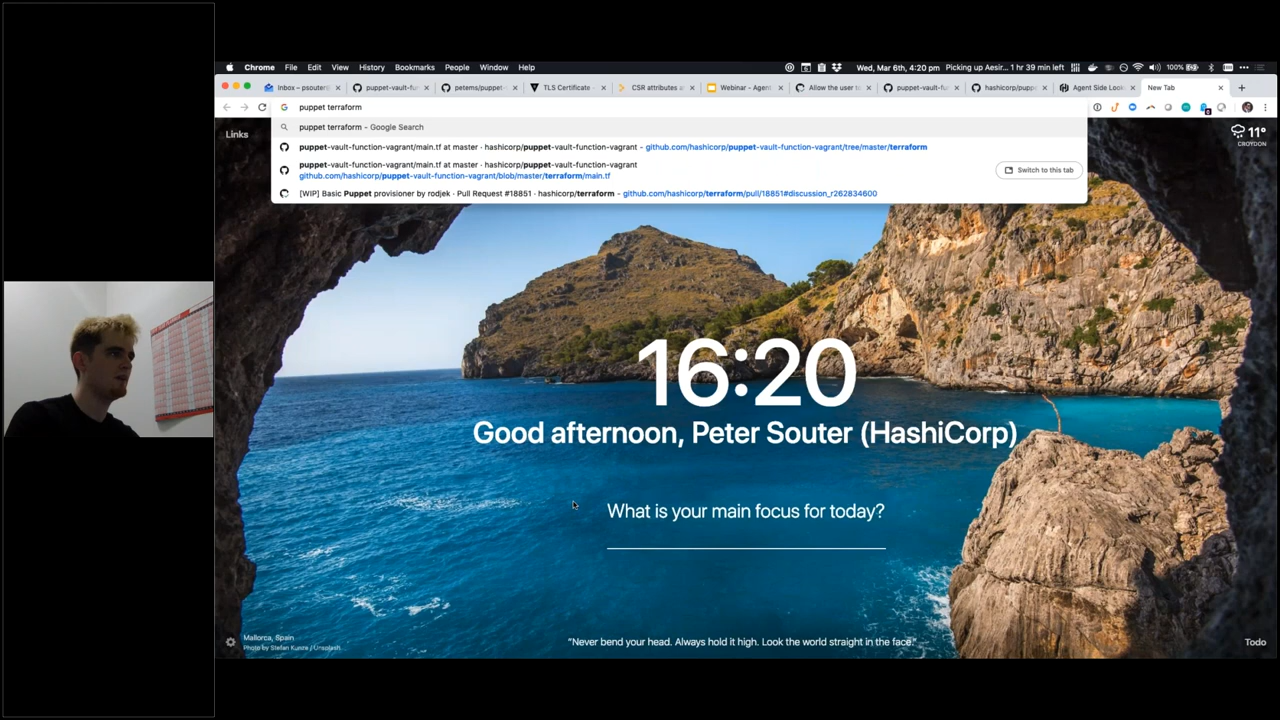 Chrome File Edit View History Bookmarks People Window Help
Wed, Mar 6th, 4:20 pm Picking up Aesir... 1 hr 39 min left 100%
Inbox – psouter
puppet-vault-fu
petems/puppet-
TLS Certificate -
CSR attributes a
Webinar - Agen
Allow the user t
puppet-vault-fu
hashicorp/pupp
Agent Side Look
New Tab
puppet terraform
puppet terraform – Google Search
puppet-vault-function-vagrant/main.tf at master · hashicorp/puppet-vault-function-vagrant – github.com/hashicorp/puppet-vault-function-vagrant/tree/master/terraform
puppet-vault-function-vagrant/main.tf at master · hashicorp/puppet-vault-function-vagrant
github.com/hashicorp/puppet-vault-function-vagrant/blob/master/terraform/main.tf
Switch to this tab
[WIP] Basic Puppet provisioner by rodjek · Pull Request #18851 · hashicorp/terraform – github.com/hashicorp/terraform/pull/18851#discussion_r262834600
Links
11°
CROYDON
16:20
Good afternoon, Peter Souter (HashiCorp)
What is your main focus for today?
Mallorca, Spain
Photo by Stefan Kunze / Unsplash
“Never bend your head. Always hold it high. Look the world straight in the face.”
Todo